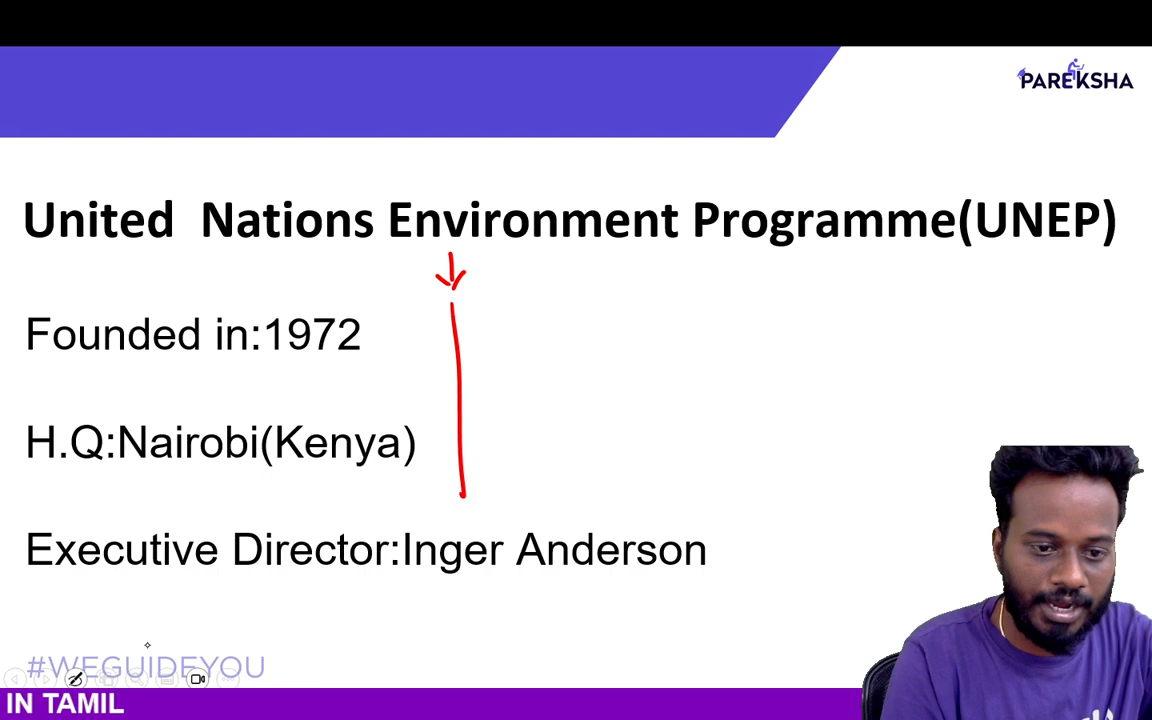 PAREKSHA
United Nations Environment Programme(UNEP)
Founded in:1972
H.Q:Nairobi(Kenya)
Executive Director:Inger Anderson
#WEGUIDEYOU
IN TAMIL